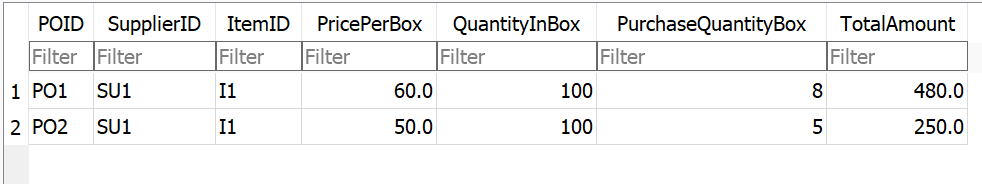 POID SupplierID ItemID PricePerBox QuantityInBox PurchaseQuantityBox TotalAmount
Filter Filter Filter Filter Filter Filter Filter
1 PO1 SU1 I1 60.0 100 8 480.0
2 PO2 SU1 I1 50.0 100 5 250.0